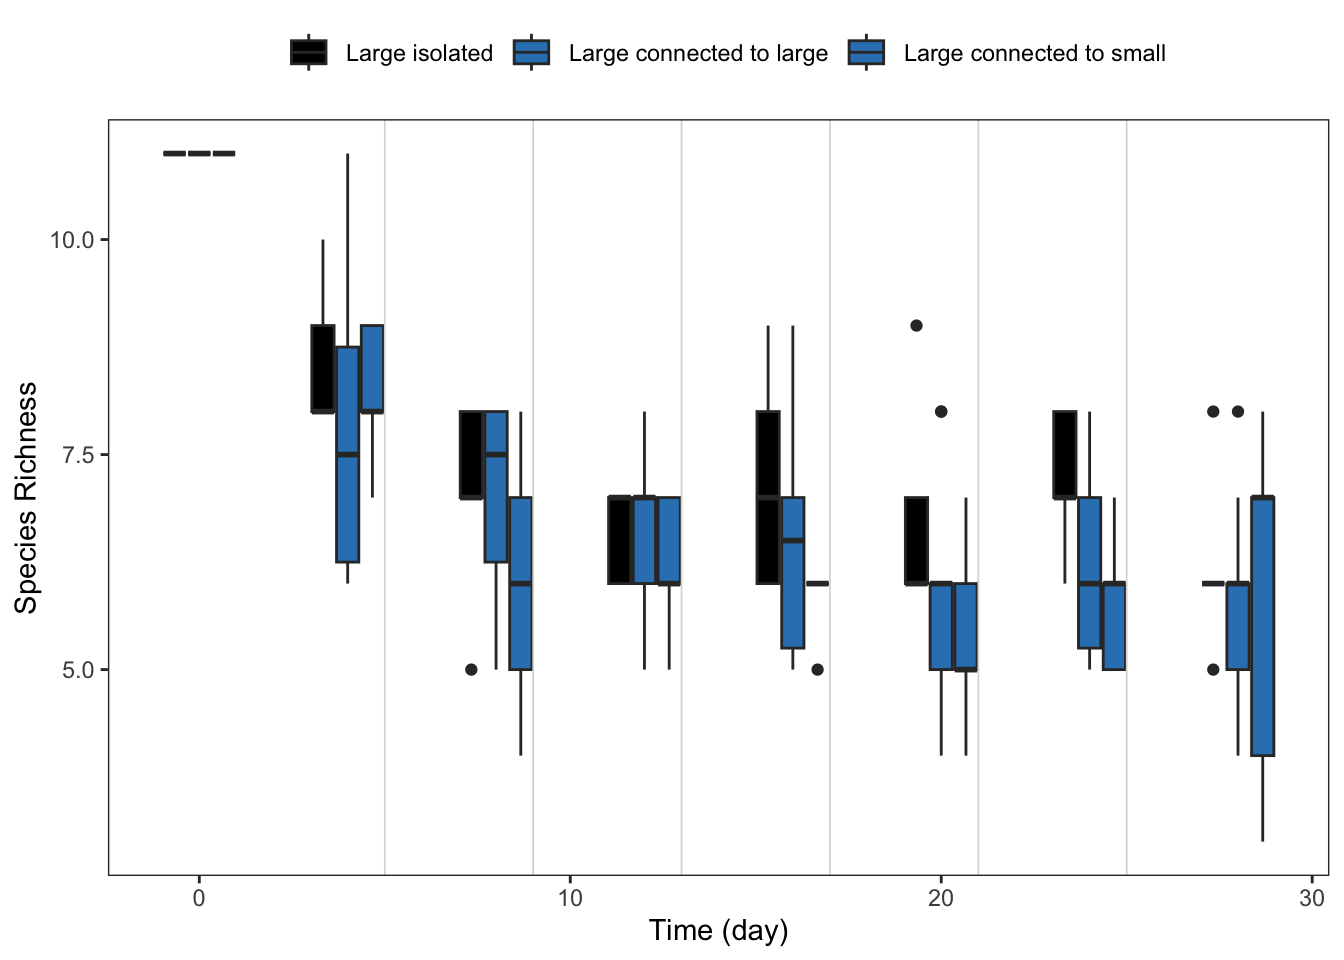 Large isolated Large connected to large Large connected to small
10.0
7.5
5.0
Species Richness
0 10 20 30
Time (day)